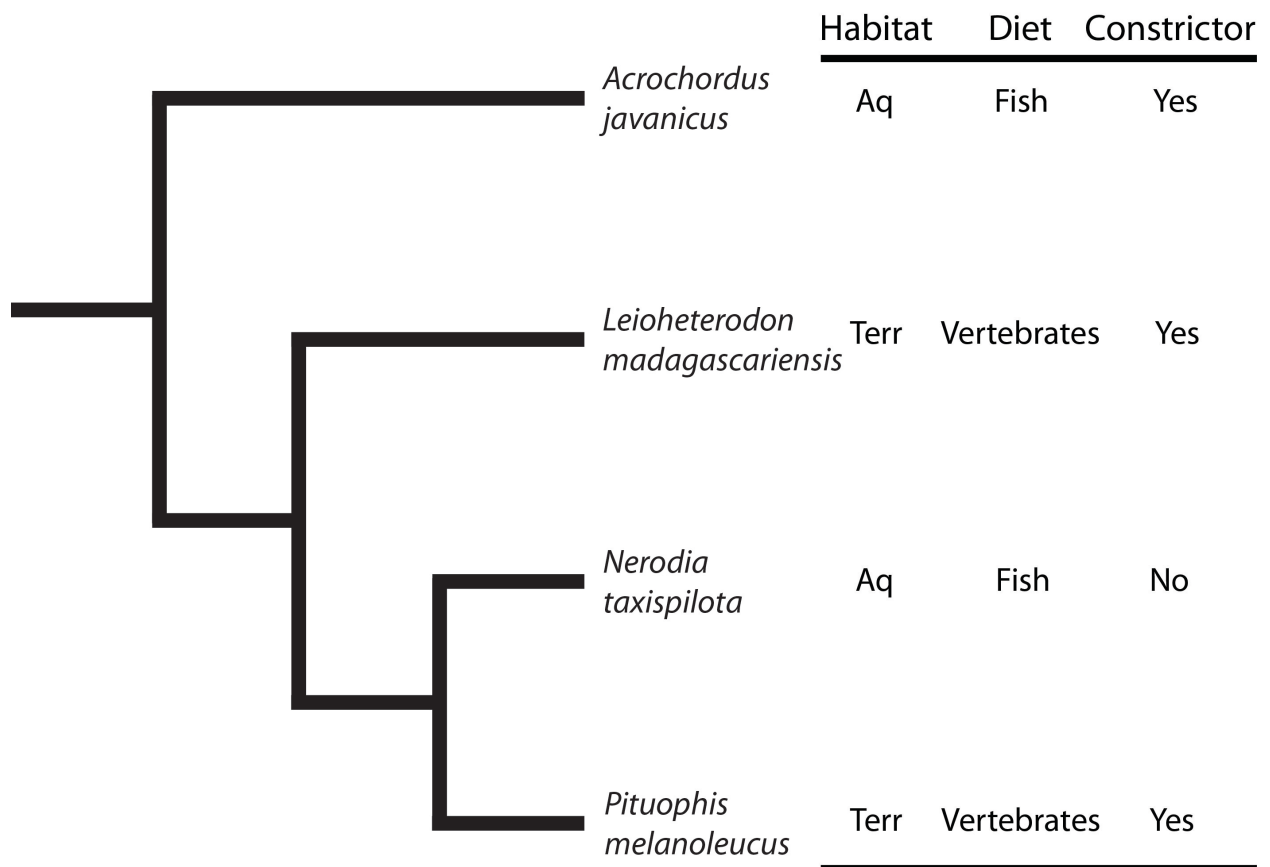 Habitat Diet Constrictor
Acrochordus
javanicus
Aq Fish Yes
Leioheterodon
madagascariensis
Terr Vertebrates Yes
Nerodia
taxispilota
Aq Fish No
Pituophis
melanoleucus
Terr Vertebrates Yes